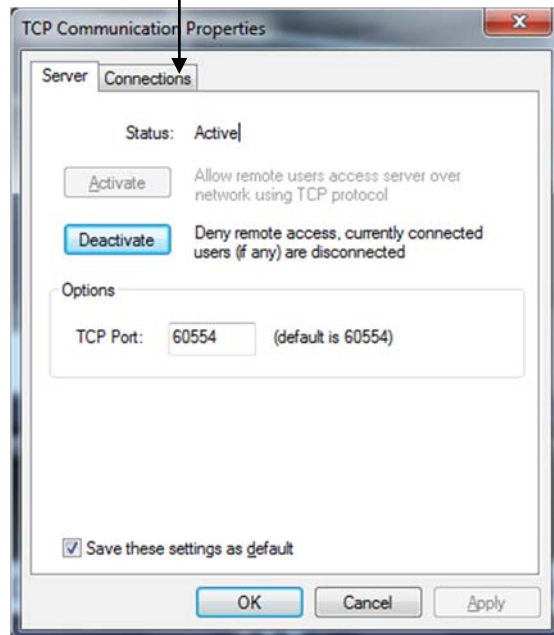 TCP Communication Properties
Server Connections
Status: Active
Activate Allow remote users access server over
network using TCP protocol
Deactivate Deny remote access, currently connected
users (if any) are disconnected
Options
TCP Port: 60554 (default is 60554)
Save these settings as default
OK Cancel Apply